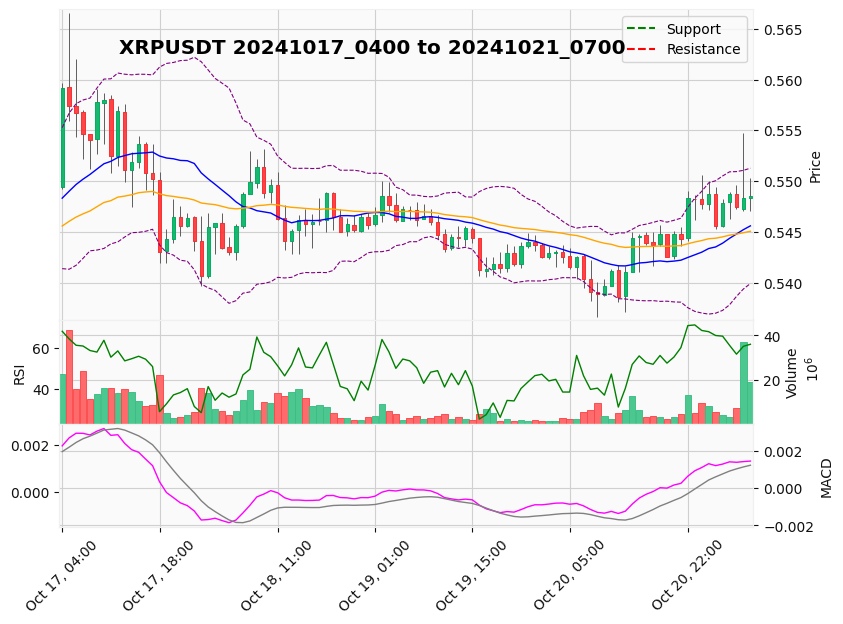 XRPUSDT 20241017_0400 to 20241021_0700
Support
Resistance
0.565
0.560
0.555
0.550
0.545
0.540
Price
60
40
RSI
40
20
Volume
10^6
0.002
0.000
0.002
0.000
−0.002
MACD
Oct 17, 04:00
Oct 17, 18:00
Oct 18, 11:00
Oct 19, 01:00
Oct 19, 15:00
Oct 20, 05:00
Oct 20, 22:00